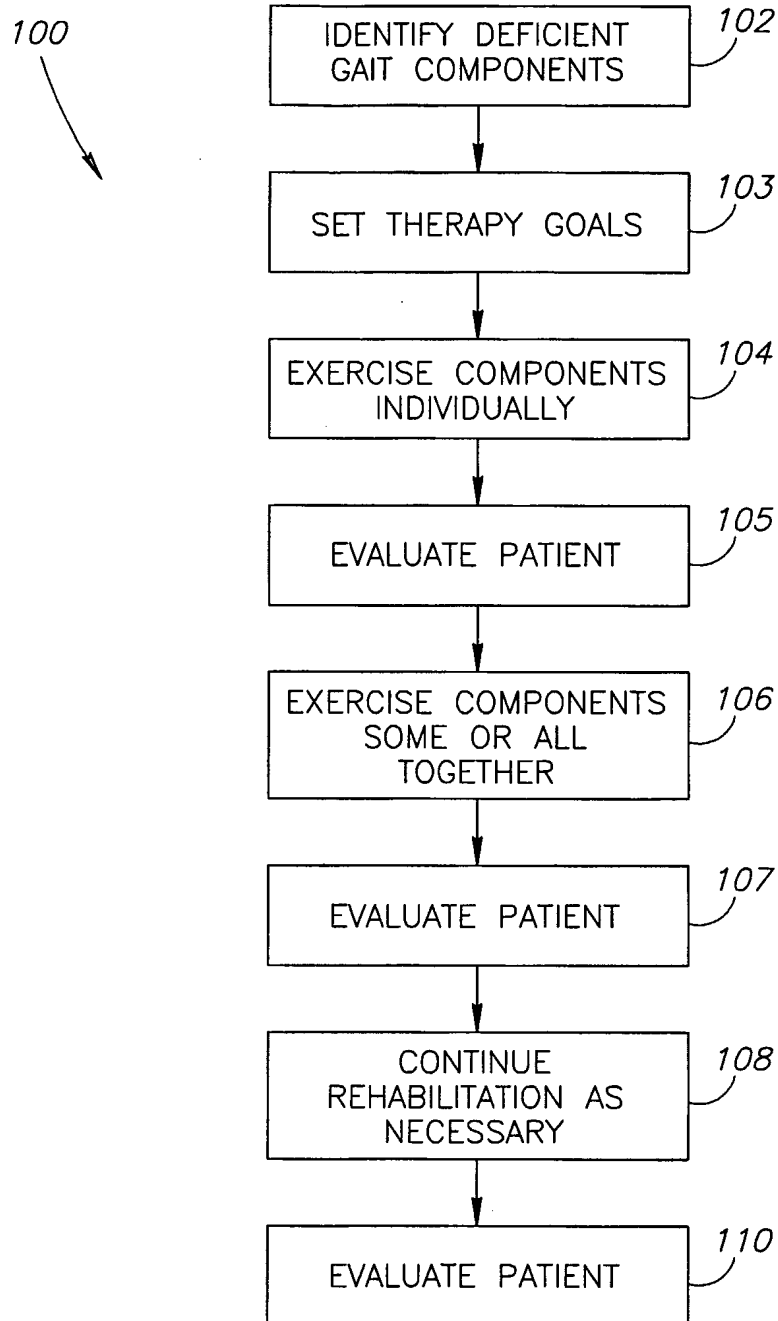 100
IDENTIFY DEFICIENT
GAIT COMPONENTS
102
SET THERAPY GOALS
103
EXERCISE COMPONENTS
INDIVIDUALLY
104
EVALUATE PATIENT
105
EXERCISE COMPONENTS
SOME OR ALL
TOGETHER
106
EVALUATE PATIENT
107
CONTINUE
REHABILITATION AS
NECESSARY
108
EVALUATE PATIENT
110